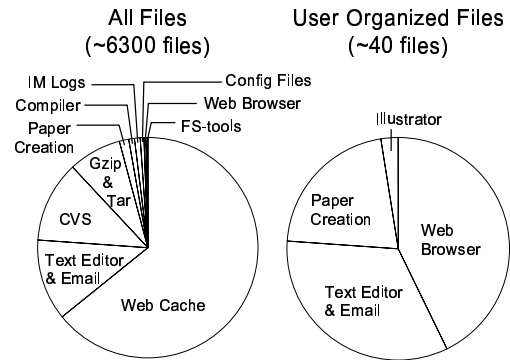 All Files
(~6300 files)
User Organized Files
(~40 files)
IM Logs
Config Files
Compiler
Web Browser
Paper
Creation
FS-tools
Gzip
&
Tar
CVS
Text Editor
& Email
Web Cache
Illustrator
Paper
Creation
Web
Browser
Text Editor
& Email